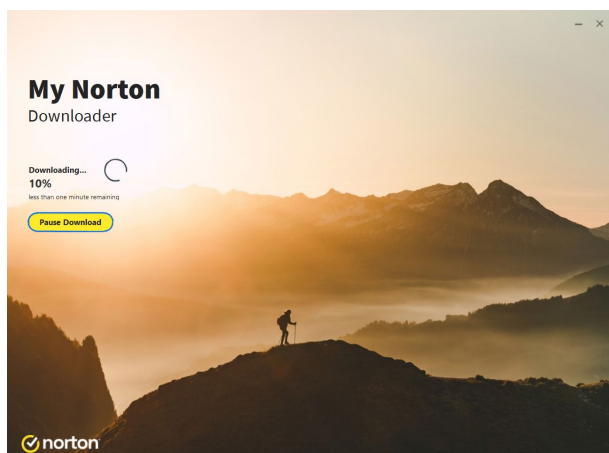 My Norton
Downloader
Downloading...
10%
less than one minute remaining
Pause Download
norton